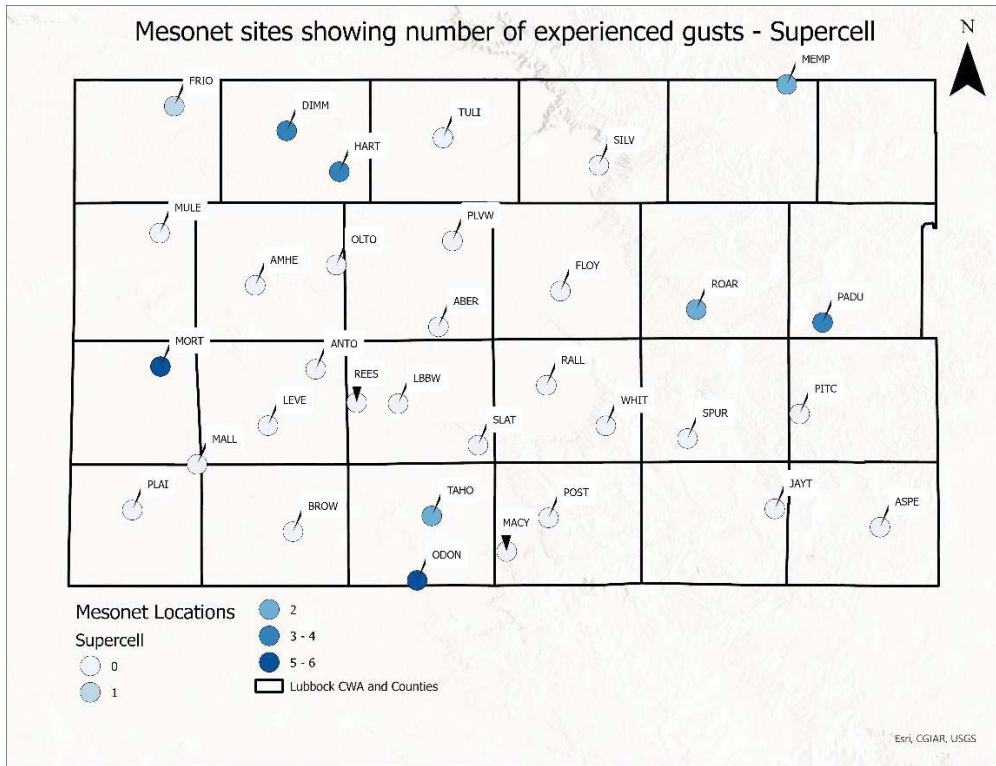 Mesonet sites showing number of experienced gusts - Supercell
N
MEMP
FRIO
DIMM
TULI
HART
SILV
MULE
PLVW
OLTO
AMHE
FLOY
ROAR
PADU
ABER
MORT
ANTO
REES
LBBW
RALL
LEVE
WHIT
PITC
SPUR
SLAT
MALL
PLAI
BROW
TAHO
POST
JAYT
ASPE
MACY
ODON
Mesonet Locations
Supercell
0
1
2
3 - 4
5 - 6
Lubbock CWA and Counties
Esri, CGIAR, USGS